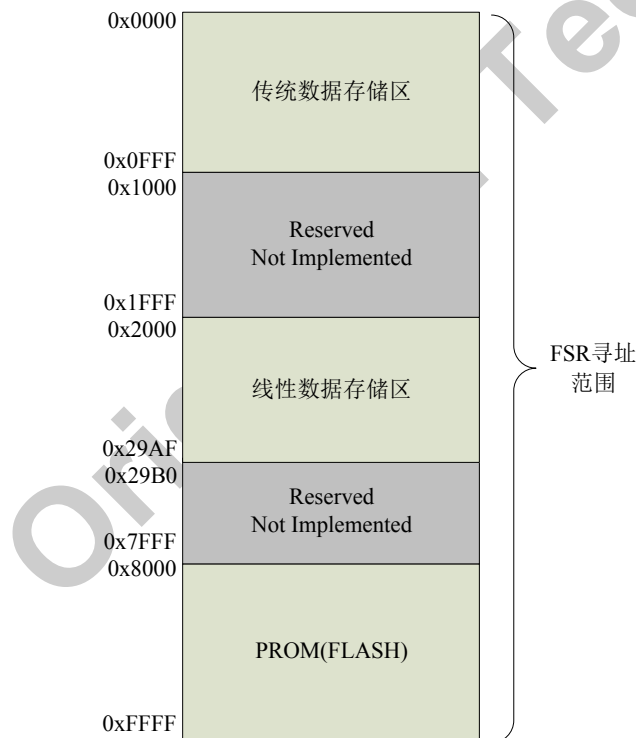 0x0000
传统数据存储区
0x0FFF
0x1000
Reserved
Not Implemented
0x1FFF
0x2000
FSR寻址
范围
线性数据存储区
0x29AF
0x29B0
Reserved
Not Implemented
0x7FFF
0x8000
PROM(FLASH)
0xFFFF